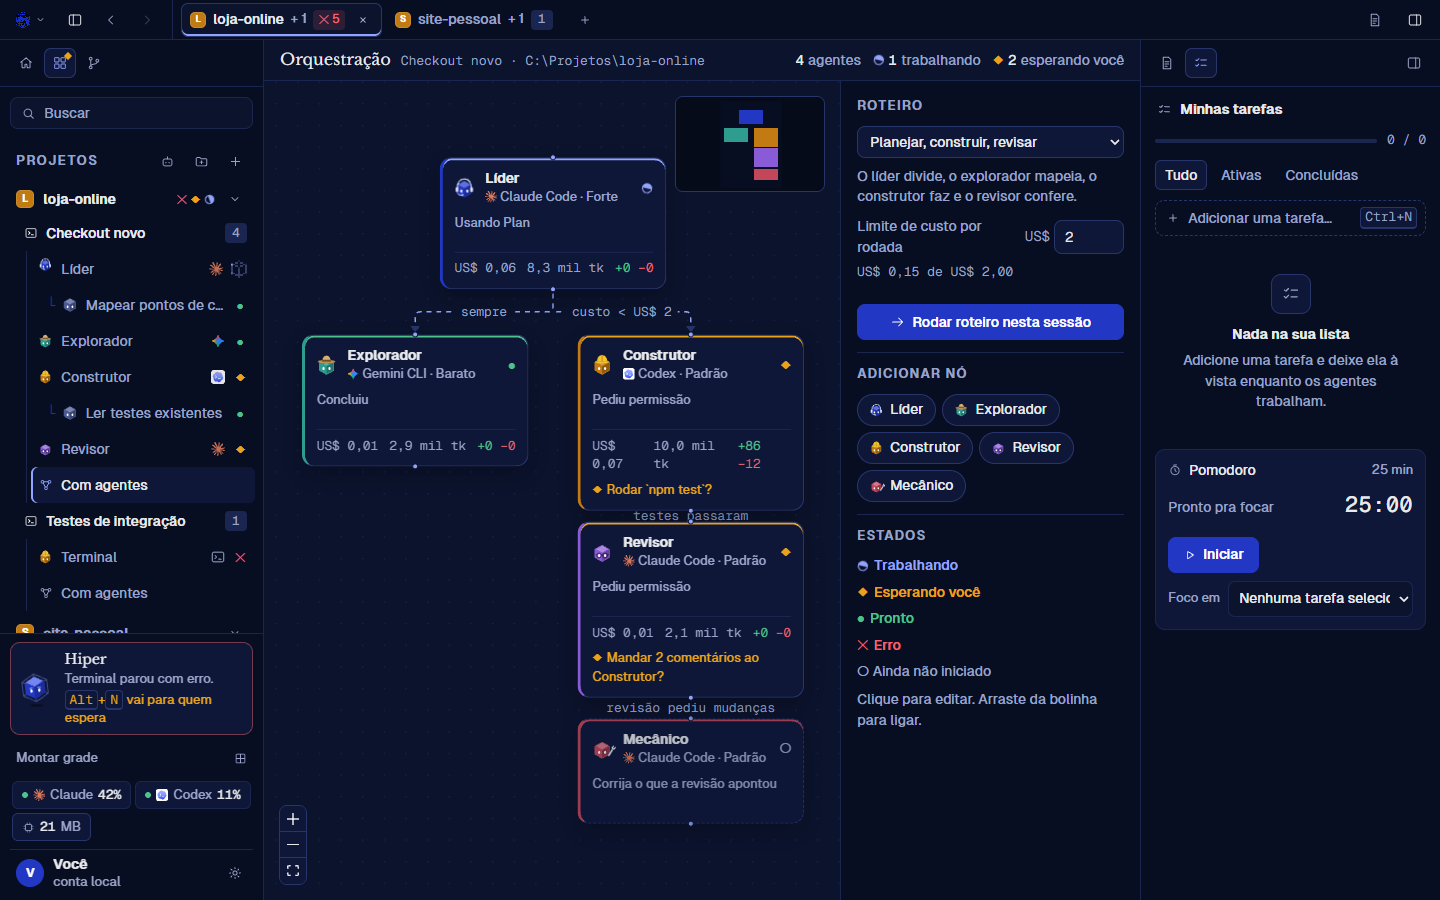 L loja-online +1 5 ×
S site-pessoal +1 1 +
Buscar
PROJETOS
L loja-online
Checkout novo 4
Líder
Mapear pontos de c...
Explorador
Construtor
Ler testes existentes
Revisor
Com agentes
Testes de integração 1
Terminal
Com agentes
S site-pessoal
Hiper
Terminal parou com erro.
Alt+N vai para quem
espera
Montar grade
Claude 42%
Codex 11%
21 MB
V Você
conta local
Orquestração Checkout novo · C:\Projetos\loja-online
4 agentes 1 trabalhando 2 esperando você
Líder
Claude Code · Forte
Usando Plan
US$ 0,06 8,3 mil tk +0 −0
sempre
custo < US$ 2
Explorador
Gemini CLI · Barato
Concluiu
US$ 0,01 2,9 mil tk +0 −0
Construtor
Codex · Padrão
Pediu permissão
US$ 10,0 mil +86
0,07 tk −12
Rodar `npm test`?
testes passaram
Revisor
Claude Code · Padrão
Pediu permissão
US$ 0,01 2,1 mil tk +0 −0
Mandar 2 comentários ao
Construtor?
revisão pediu mudanças
Mecânico
Claude Code · Padrão
Corrija o que a revisão apontou
ROTEIRO
Planejar, construir, revisar
O líder divide, o explorador mapeia, o
construtor faz e o revisor confere.
Limite de custo por
rodada
US$ 2
US$ 0,15 de US$ 2,00
Rodar roteiro nesta sessão
ADICIONAR NÓ
Líder
Explorador
Construtor
Revisor
Mecânico
ESTADOS
Trabalhando
Esperando você
Pronto
Erro
Ainda não iniciado
Clique para editar. Arraste da bolinha
para ligar.
Minhas tarefas
0 / 0
Tudo Ativas Concluídas
+ Adicionar uma tarefa... Ctrl+N
Nada na sua lista
Adicione uma tarefa e deixe ela à
vista enquanto os agentes
trabalham.
Pomodoro 25 min
Pronto pra focar 25:00
Iniciar
Foco em Nenhuma tarefa selecic